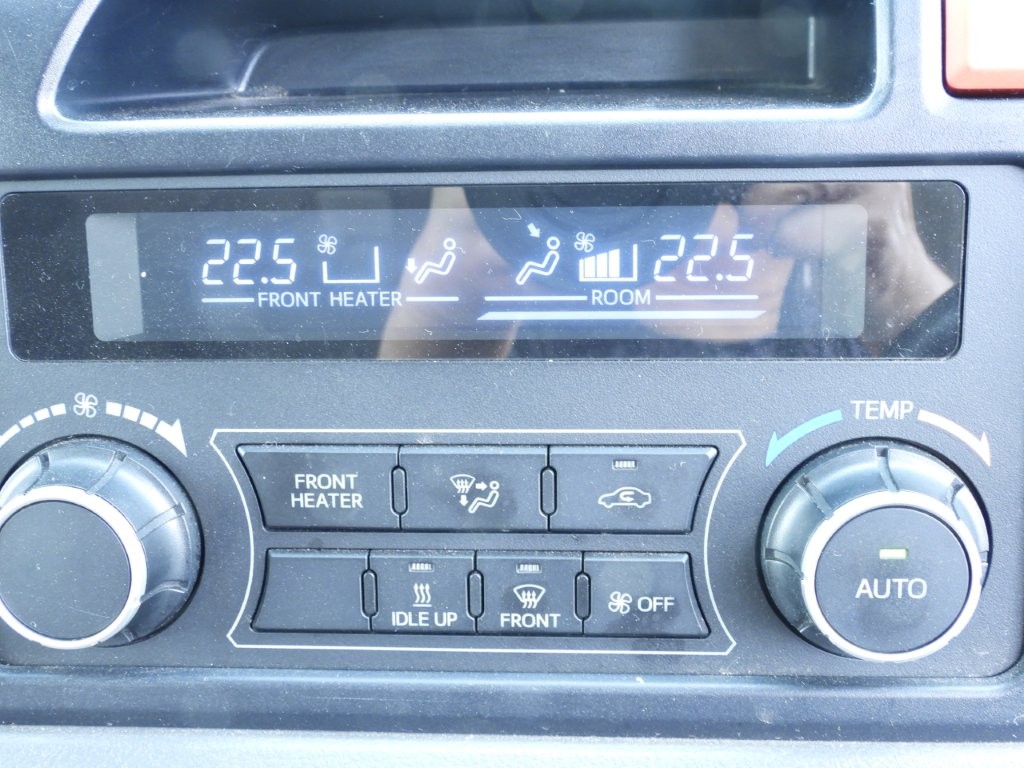 22.5 22.5
FRONT HEATER ROOM
TEMP
FRONT
HEATER
IDLE UP FRONT OFF
AUTO